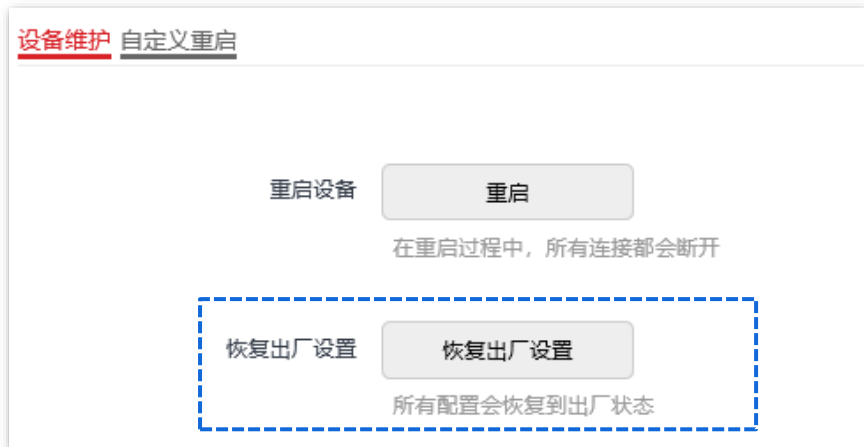 设备维护 自定义重启
重启设备 重启
在重启过程中，所有连接都会断开
恢复出厂设置 恢复出厂设置
所有配置会恢复到出厂状态